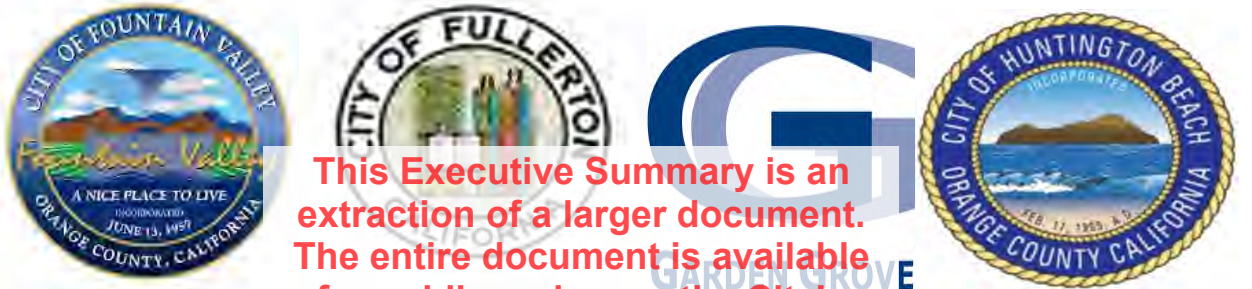 CITY OF FOUNTAIN VALLEY
Fountain Valley
A NICE PLACE TO LIVE
INCORPORATED
JUNE 13, 1957
ORANGE COUNTY, CALIFORNIA
CITY OF FULLERTON
CALIFORNIA
G
GARDEN GROVE
CITY OF HUNTINGTON BEACH
INCORPORATED
FEB. 17, 1909, A.D.
ORANGE COUNTY CALIFORNIA
This Executive Summary is an
extraction of a larger document.
The entire document is available